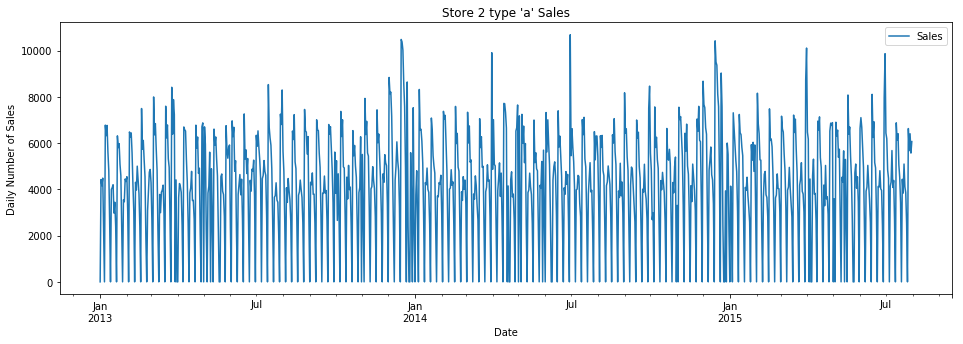 Store 2 type 'a' Sales
Sales
Daily Number of Sales
10000
8000
6000
4000
2000
0
Jan
2013
Jul
Jan
2014
Jul
Jan
2015
Jul
Date